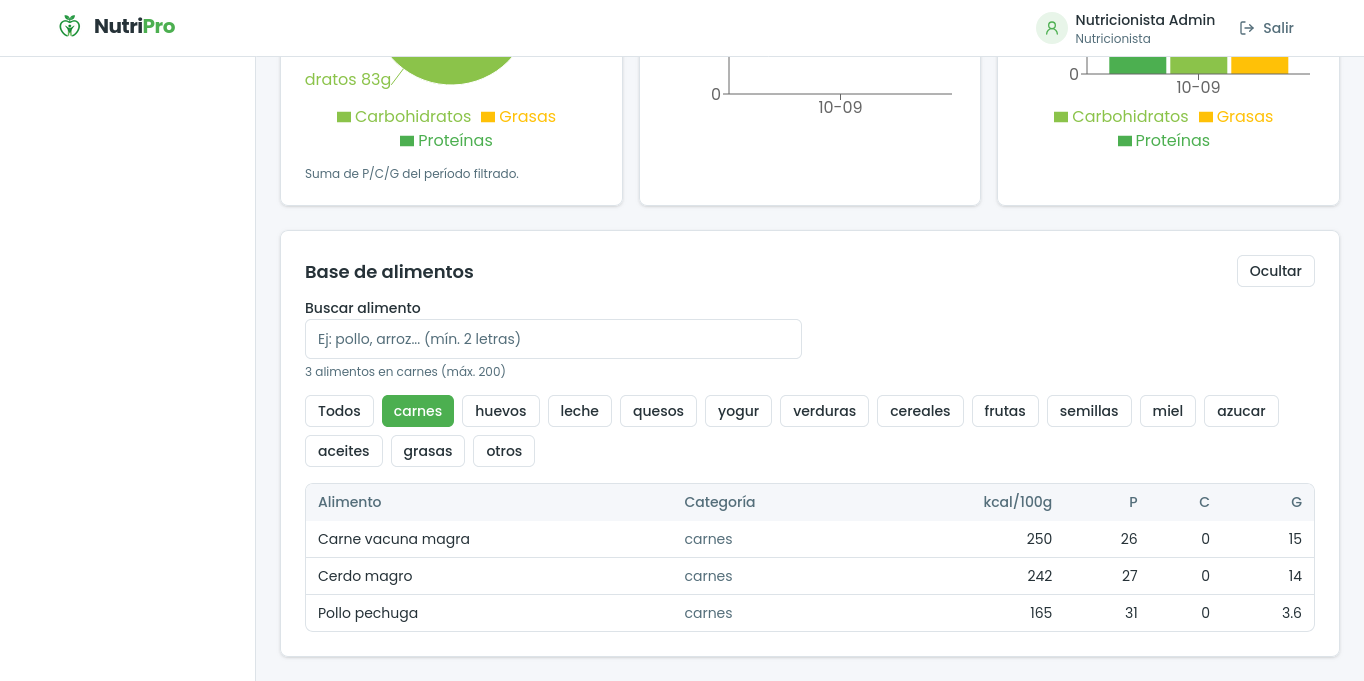 NutriPro
Nutricionista Admin
Nutricionista
Salir
dratos 83g
Carbohidratos Grasas
Proteínas
Suma de P/C/G del período filtrado.
0
10-09
0
10-09
Carbohidratos Grasas
Proteínas
Base de alimentos
Ocultar
Buscar alimento
Ej: pollo, arroz... (mín. 2 letras)
3 alimentos en carnes (máx. 200)
Todos carnes huevos leche quesos yogur verduras cereales frutas semillas miel azucar
aceites grasas otros
Alimento Categoría kcal/100g P C G
Carne vacuna magra carnes 250 26 0 15
Cerdo magro carnes 242 27 0 14
Pollo pechuga carnes 165 31 0 3.6